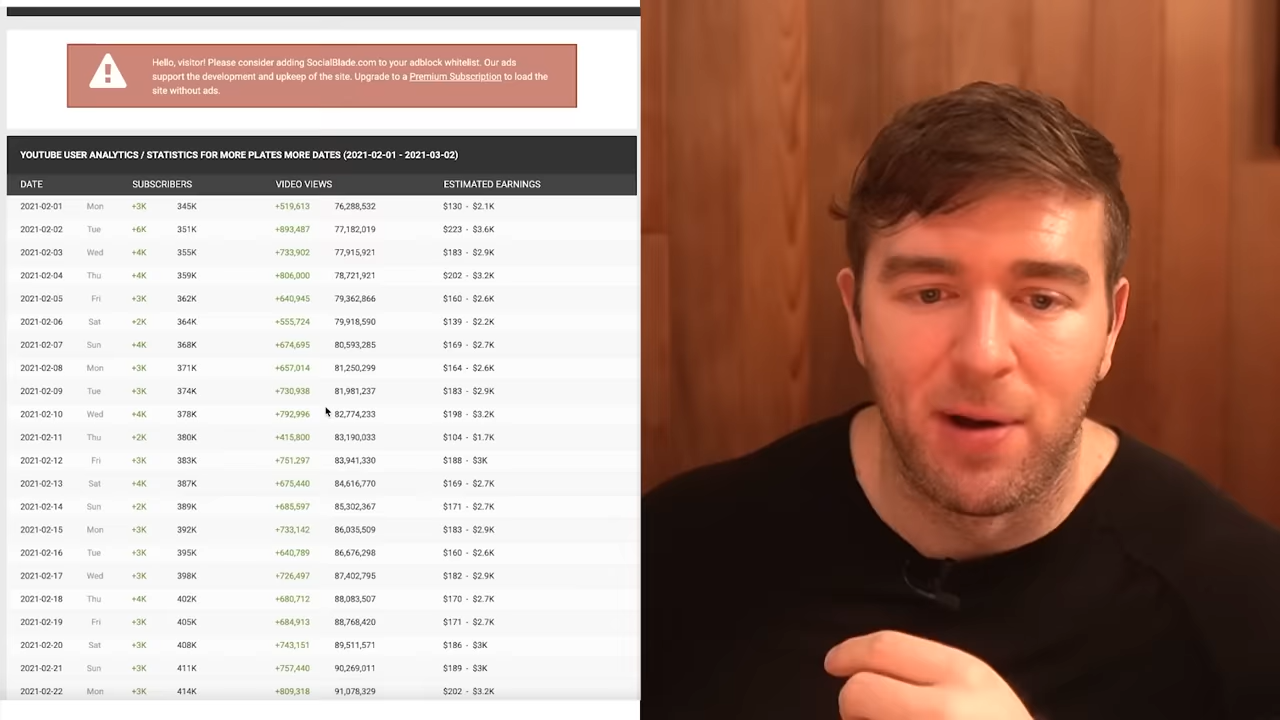 Hello, visitor! Please consider adding SocialBlade.com to your adblock whitelist. Our ads
support the development and upkeep of the site. Upgrade to a Premium Subscription to load the
site without ads.
YOUTUBE USER ANALYTICS / STATISTICS FOR MORE PLATES MORE DATES (2021-02-01 - 2021-03-02)
DATE SUBSCRIBERS VIDEO VIEWS ESTIMATED EARNINGS
2021-02-01 Mon +3K 345K +519,613 76,288,532 $130 - $2.1K
2021-02-02 Tue +6K 351K +893,487 77,182,019 $223 - $3.6K
2021-02-03 Wed +4K 355K +733,902 77,915,921 $183 - $2.9K
2021-02-04 Thu +4K 359K +806,000 78,721,921 $202 - $3.2K
2021-02-05 Fri +3K 362K +640,945 79,362,866 $160 - $2.6K
2021-02-06 Sat +2K 364K +555,724 79,918,590 $139 - $2.2K
2021-02-07 Sun +4K 368K +674,695 80,593,285 $169 - $2.7K
2021-02-08 Mon +3K 371K +657,014 81,250,299 $164 - $2.6K
2021-02-09 Tue +3K 374K +730,938 81,981,237 $183 - $2.9K
2021-02-10 Wed +4K 378K +792,996 82,774,233 $198 - $3.2K
2021-02-11 Thu +2K 380K +415,800 83,190,033 $104 - $1.7K
2021-02-12 Fri +3K 383K +751,297 83,941,330 $188 - $3K
2021-02-13 Sat +4K 387K +675,440 84,616,770 $169 - $2.7K
2021-02-14 Sun +2K 389K +685,597 85,302,367 $171 - $2.7K
2021-02-15 Mon +3K 392K +733,142 86,035,509 $183 - $2.9K
2021-02-16 Tue +3K 395K +640,789 86,676,298 $160 - $2.6K
2021-02-17 Wed +3K 398K +726,497 87,402,795 $182 - $2.9K
2021-02-18 Thu +4K 402K +680,712 88,083,507 $170 - $2.7K
2021-02-19 Fri +3K 405K +684,913 88,768,420 $171 - $2.7K
2021-02-20 Sat +3K 408K +743,151 89,511,571 $186 - $3K
2021-02-21 Sun +3K 411K +757,440 90,269,011 $189 - $3K
2021-02-22 Mon +3K 414K +809,318 91,078,329 $202 - $3.2K